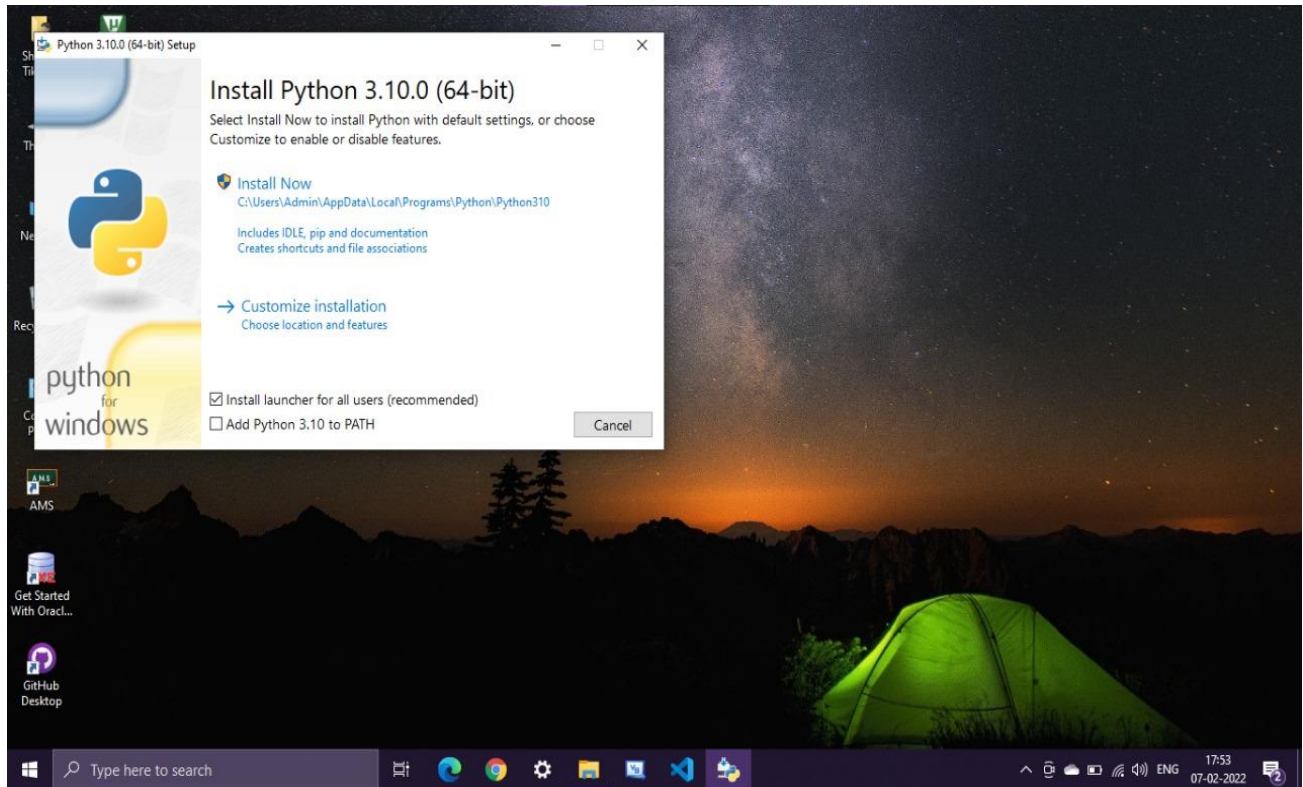 Python 3.10.0 (64-bit) Setup
Install Python 3.10.0 (64-bit)
Select Install Now to install Python with default settings, or choose
Customize to enable or disable features.
Install Now
C:\Users\Admin\AppData\Local\Programs\Python\Python310
Includes IDLE, pip and documentation
Creates shortcuts and file associations
Customize installation
Choose location and features
python
for
windows
Install launcher for all users (recommended)
Add Python 3.10 to PATH
Cancel
AMS
AMS
XE
Get Started
With Oracl...
GitHub
Desktop
Type here to search
ENG
17:53
07-02-2022
2